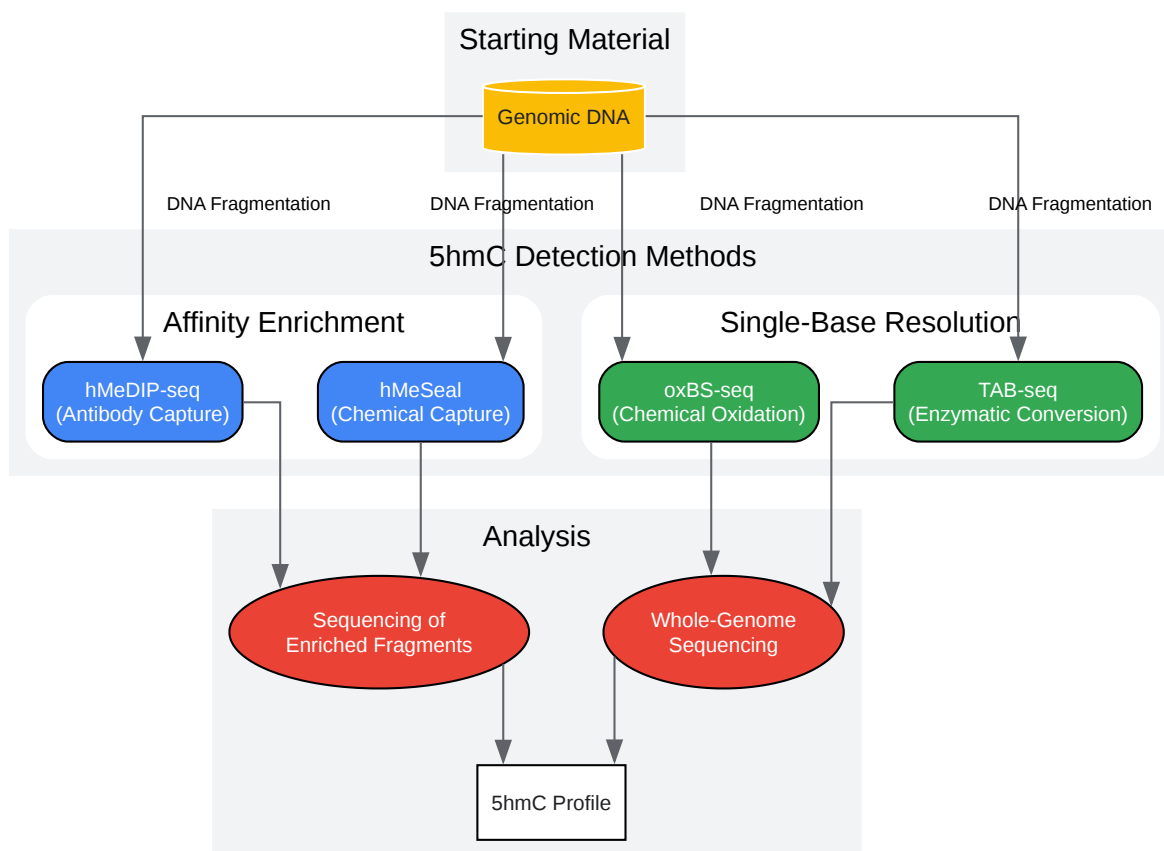 Starting Material
Genomic DNA
DNA Fragmentation
DNA Fragmentation
DNA Fragmentation
DNA Fragmentation
5hmC Detection Methods
Affinity Enrichment
Single-Base Resolution
hMeDIP-seq
(Antibody Capture)
hMeSeal
(Chemical Capture)
oxBS-seq
(Chemical Oxidation)
TAB-seq
(Enzymatic Conversion)
Analysis
Sequencing of
Enriched Fragments
Whole-Genome
Sequencing
5hmC Profile